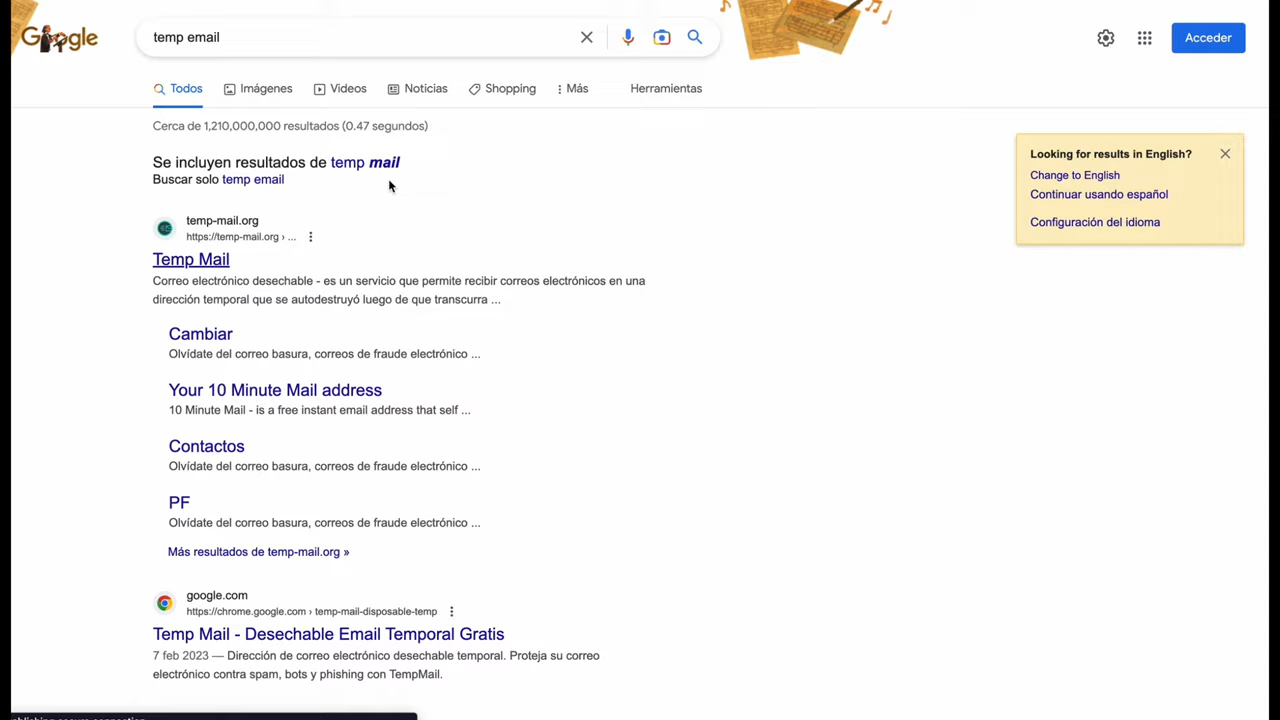 Google
temp email
Acceder
Todos
Imágenes
Videos
Noticias
Shopping
Más
Herramientas
Cerca de 1,210,000,000 resultados (0.47 segundos)
Se incluyen resultados de temp mail
Buscar solo temp email
Looking for results in English?
Change to English
Continuar usando español
Configuración del idioma
temp-mail.org
https://temp-mail.org › ...
Temp Mail
Correo electrónico desechable - es un servicio que permite recibir correos electrónicos en una
dirección temporal que se autodestruyó luego de que transcurra ...
Cambiar
Olvídate del correo basura, correos de fraude electrónico ...
Your 10 Minute Mail address
10 Minute Mail - is a free instant email address that self ...
Contactos
Olvídate del correo basura, correos de fraude electrónico ...
PF
Olvídate del correo basura, correos de fraude electrónico ...
Más resultados de temp-mail.org »
google.com
https://chrome.google.com › temp-mail-disposable-temp
Temp Mail - Desechable Email Temporal Gratis
7 feb 2023 — Dirección de correo electrónico desechable temporal. Proteja su correo
electrónico contra spam, bots y phishing con TempMail.